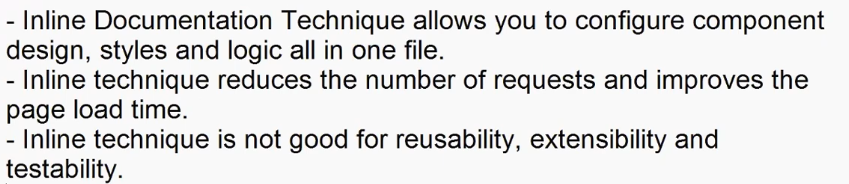 - Inline Documentation Technique allows you to configure component
design, styles and logic all in one file.
- Inline technique reduces the number of requests and improves the
page load time.
- Inline technique is not good for reusability, extensibility and
testability.